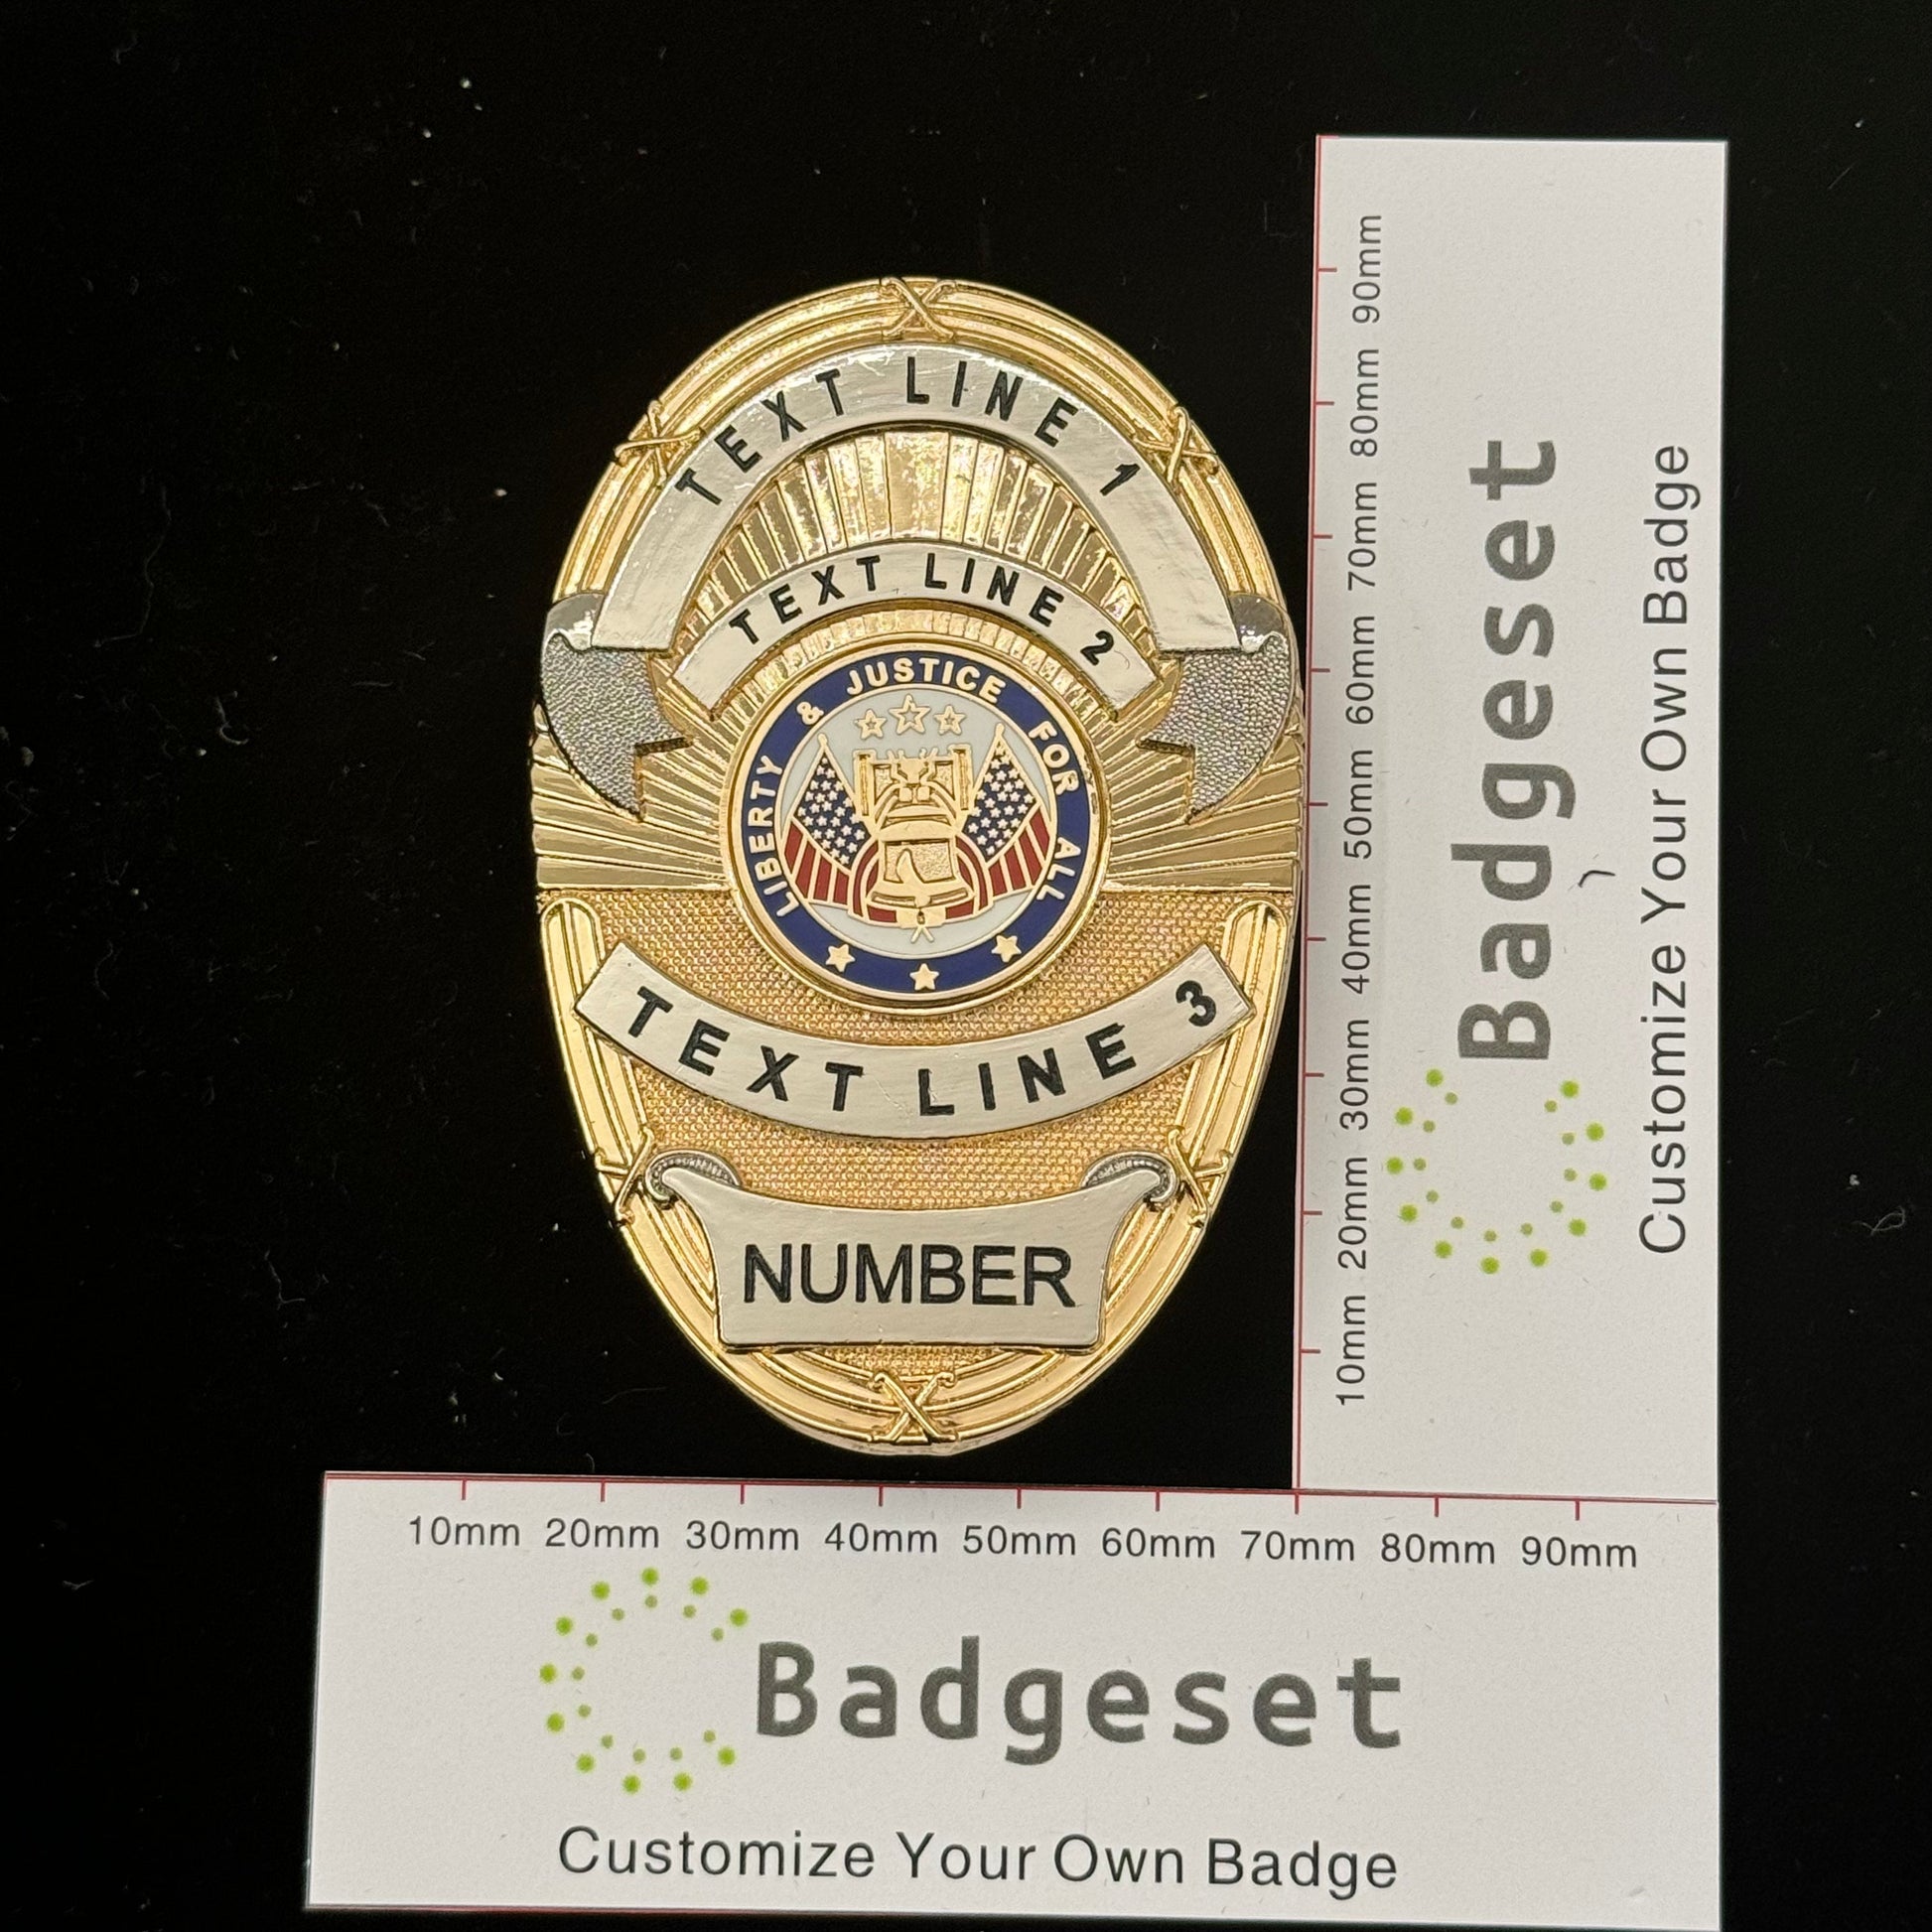 TEXT LINE 1
TEXT LINE 2
LIBERTY & JUSTICE FOR ALL
TEXT LINE 3
NUMBER
10mm 20mm 30mm 40mm 50mm 60mm 70mm 80mm 90mm
Badgeset
Customize Your Own Badge
10mm 20mm 30mm 40mm 50mm 60mm 70mm 80mm 90mm
Badgeset
Customize Your Own Badge